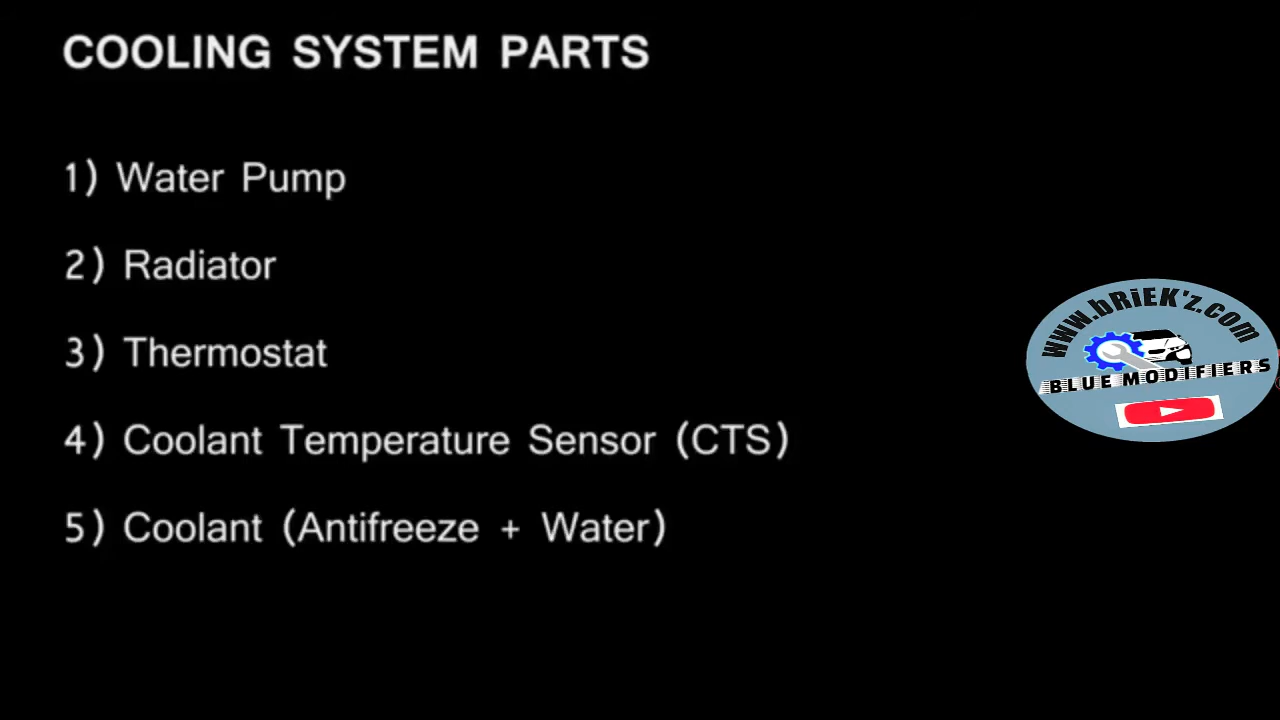 COOLING SYSTEM PARTS
1) Water Pump
2) Radiator
3) Thermostat
4) Coolant Temperature Sensor (CTS)
5) Coolant (Antifreeze + Water)
www.bRiEK'z.com
BLUE MODIFIERS